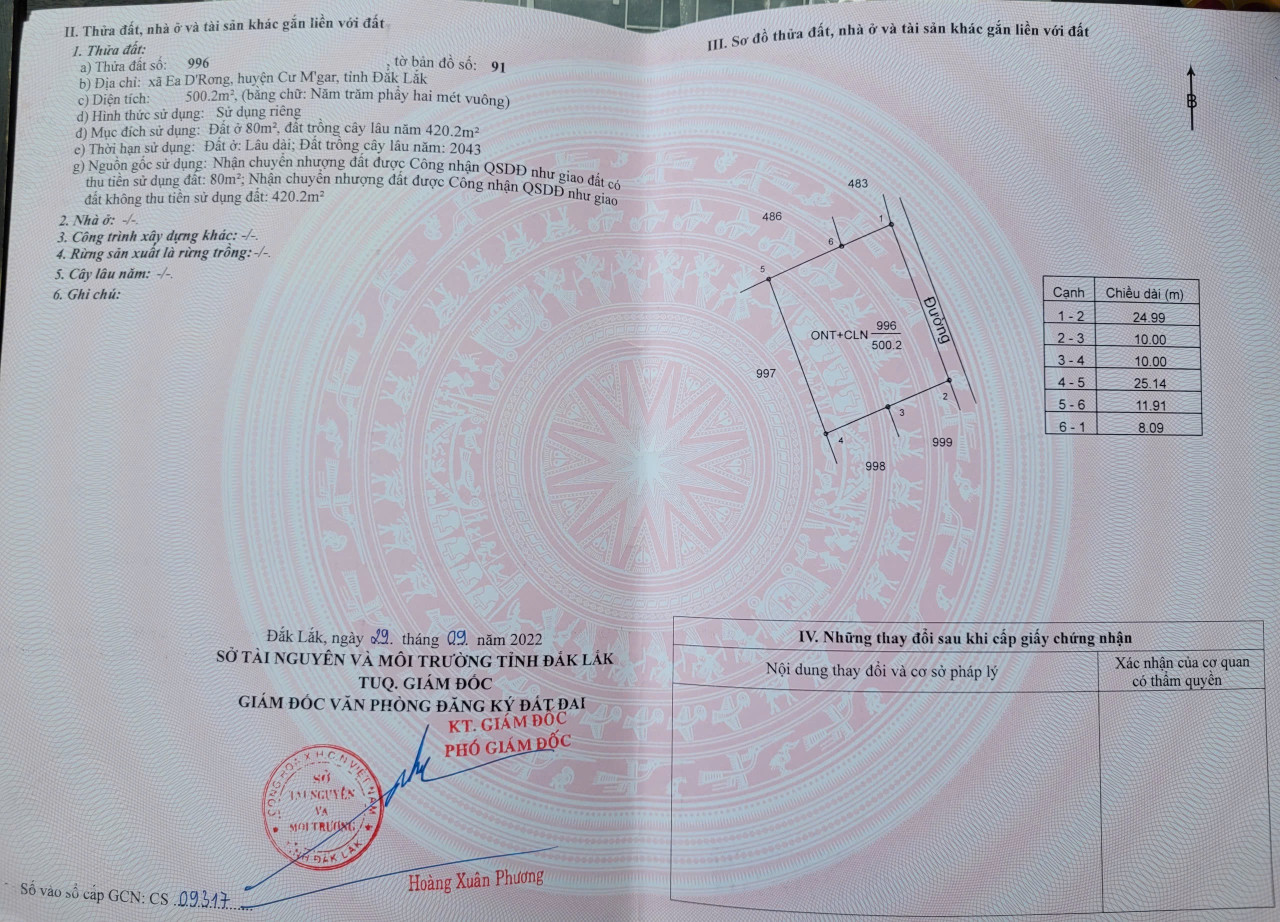 II. Thửa đất, nhà ở và tài sản khác gắn liền với đất
1. Thửa đất:
a) Thửa đất số: 996 , tờ bản đồ số: 91
b) Địa chỉ: xã Ea D'Rơng, huyện Cư M'gar, tỉnh Đắk Lắk
c) Diện tích: 500.2m², (bằng chữ: Năm trăm phẩy hai mét vuông)
d) Hình thức sử dụng: Sử dụng riêng
đ) Mục đích sử dụng: Đất ở 80m², đất trồng cây lâu năm 420.2m²
e) Thời hạn sử dụng: Đất ở: Lâu dài; Đất trồng cây lâu năm: 2043
g) Nguồn gốc sử dụng: Nhận chuyển nhượng đất được Công nhận QSDĐ như giao đất có
thu tiền sử dụng đất: 80m²; Nhận chuyển nhượng đất được Công nhận QSDĐ như giao
đất không thu tiền sử dụng đất: 420.2m²
2. Nhà ở: -/-.
3. Công trình xây dựng khác: -/-.
4. Rừng sản xuất là rừng trồng: -/-.
5. Cây lâu năm: -/-.
6. Ghi chú:
Đắk Lắk, ngày 29. tháng 09. năm 2022
SỞ TÀI NGUYÊN VÀ MÔI TRƯỜNG TỈNH ĐẮK LẮK
TUQ. GIÁM ĐỐC
GIÁM ĐỐC VĂN PHÒNG ĐĂNG KÝ ĐẤT ĐAI
KT. GIÁM ĐỐC
PHÓ GIÁM ĐỐC
CỘNG HÒA X.H.C.N VIỆT NAM
SỞ
TÀI NGUYÊN
VÀ
MÔI TRƯỜNG
TỈNH ĐẮK LẮK
Hoàng Xuân Phương
Số vào sổ cấp GCN: CS 09317
III. Sơ đồ thửa đất, nhà ở và tài sản khác gắn liền với đất
B
483
486
1
6
5
Đường
ONT+CLN 996
500.2
997
2
3
4
999
998
Cạnh Chiều dài (m)
1 - 2 24.99
2 - 3 10.00
3 - 4 10.00
4 - 5 25.14
5 - 6 11.91
6 - 1 8.09
IV. Những thay đổi sau khi cấp giấy chứng nhận
Nội dung thay đổi và cơ sở pháp lý
Xác nhận của cơ quan
có thẩm quyền